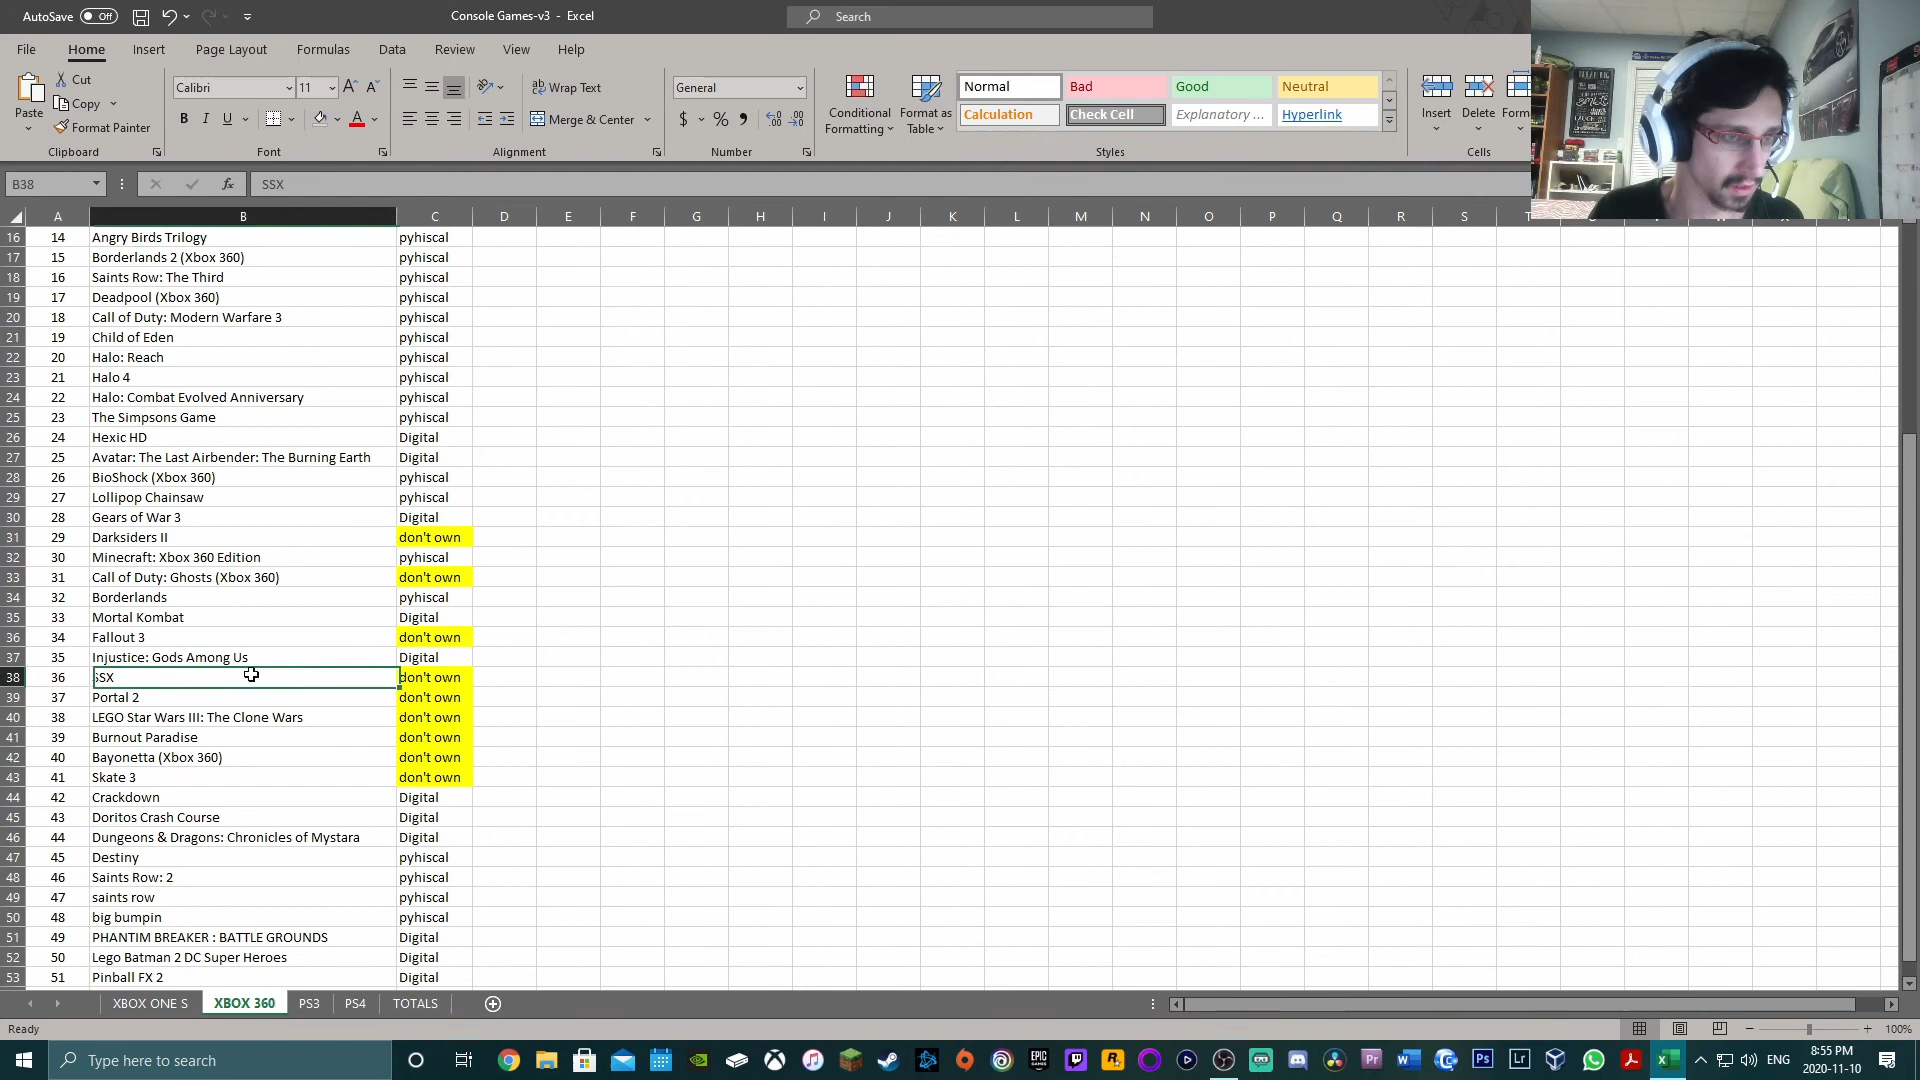 AutoSave Off Console Games-v3 - Excel Search
File Home Insert Page Layout Formulas Data Review View Help
Paste Cut Copy Format Painter Clipboard
Calibri 11 B I U Font
Wrap Text Merge & Center Alignment
General $ % Number
Conditional Formatting Format as Table
Normal Bad Good Neutral
Calculation Check Cell Explanatory ... Hyperlink
Styles
Insert Delete Form
Cells
B38 fx SSX
A B C D E F G H I J K L M N O P Q R S
16 14 Angry Birds Trilogy pyhiscal
17 15 Borderlands 2 (Xbox 360) pyhiscal
18 16 Saints Row: The Third pyhiscal
19 17 Deadpool (Xbox 360) pyhiscal
20 18 Call of Duty: Modern Warfare 3 pyhiscal
21 19 Child of Eden pyhiscal
22 20 Halo: Reach pyhiscal
23 21 Halo 4 pyhiscal
24 22 Halo: Combat Evolved Anniversary pyhiscal
25 23 The Simpsons Game pyhiscal
26 24 Hexic HD Digital
27 25 Avatar: The Last Airbender: The Burning Earth Digital
28 26 BioShock (Xbox 360) pyhiscal
29 27 Lollipop Chainsaw pyhiscal
30 28 Gears of War 3 Digital
31 29 Darksiders II don't own
32 30 Minecraft: Xbox 360 Edition pyhiscal
33 31 Call of Duty: Ghosts (Xbox 360) don't own
34 32 Borderlands pyhiscal
35 33 Mortal Kombat Digital
36 34 Fallout 3 don't own
37 35 Injustice: Gods Among Us Digital
38 36 SSX don't own
39 37 Portal 2 don't own
40 38 LEGO Star Wars III: The Clone Wars don't own
41 39 Burnout Paradise don't own
42 40 Bayonetta (Xbox 360) don't own
43 41 Skate 3 don't own
44 42 Crackdown Digital
45 43 Doritos Crash Course Digital
46 44 Dungeons & Dragons: Chronicles of Mystara Digital
47 45 Destiny pyhiscal
48 46 Saints Row: 2 pyhiscal
49 47 saints row pyhiscal
50 48 big bumpin pyhiscal
51 49 PHANTIM BREAKER : BATTLE GROUNDS Digital
52 50 Lego Batman 2 DC Super Heroes Digital
53 51 Pinball FX 2 Digital
XBOX ONE S XBOX 360 PS3 PS4 TOTALS
Ready 100%
Type here to search ENG 8:55 PM
2020-11-10